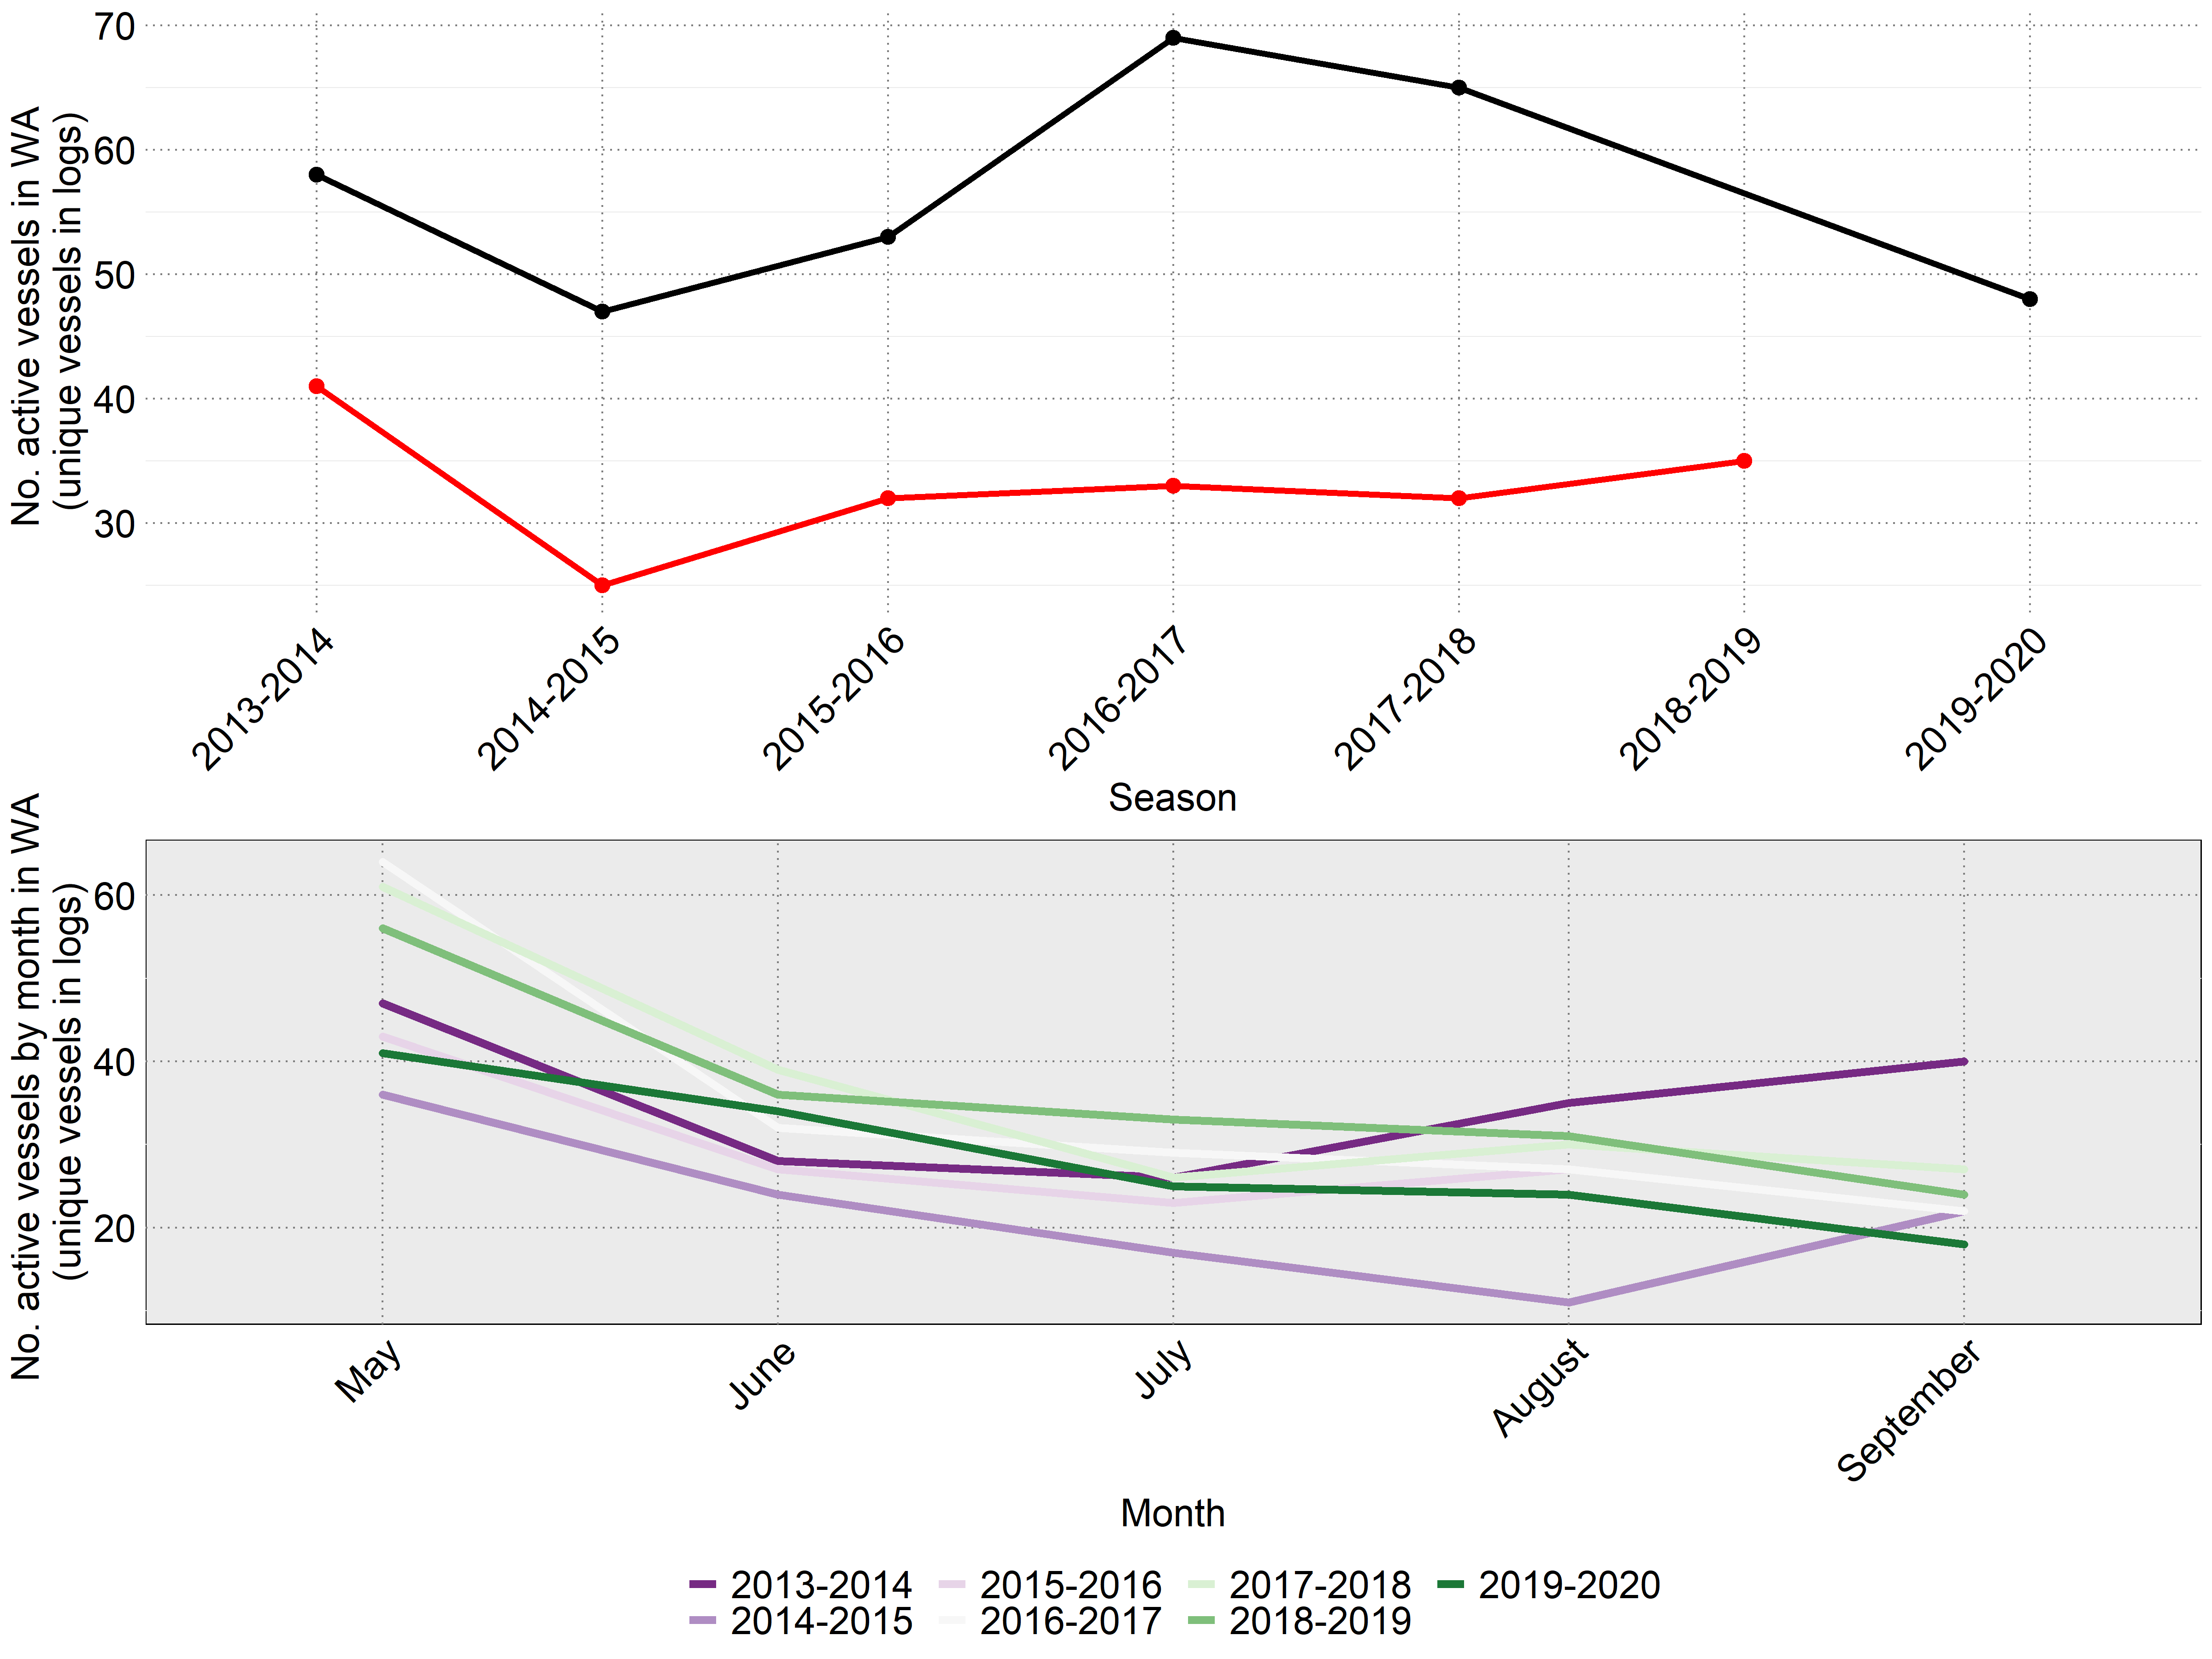 No. active vessels in WA
(unique vessels in logs)
70
60
50
40
30
2013-2014
2014-2015
2015-2016
2016-2017
2017-2018
2018-2019
2019-2020
Season
No. active vessels by month in WA
(unique vessels in logs)
60
40
20
May
June
July
August
September
Month
2013-2014 2015-2016 2017-2018 2019-2020
2014-2015 2016-2017 2018-2019